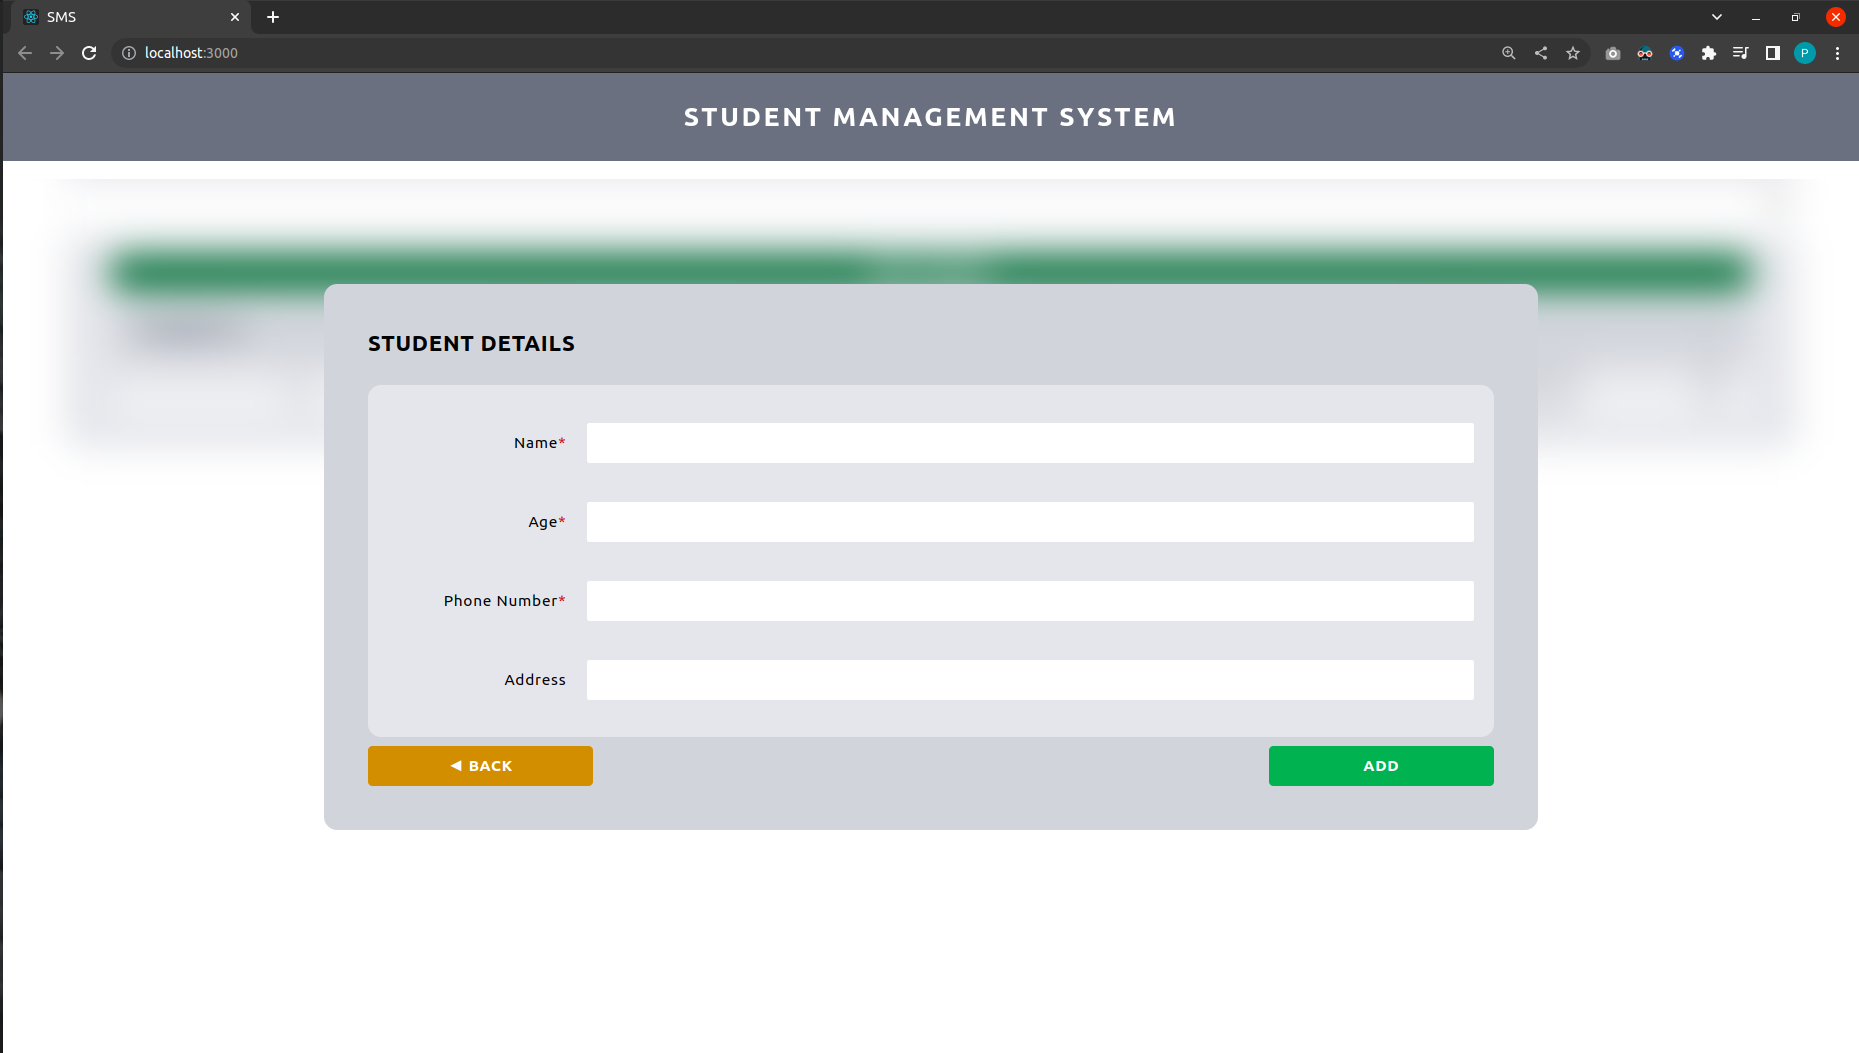 SMS
localhost:3000
P
STUDENT MANAGEMENT SYSTEM
STUDENT DETAILS
Name*
Age*
Phone Number*
Address
◀ BACK
ADD